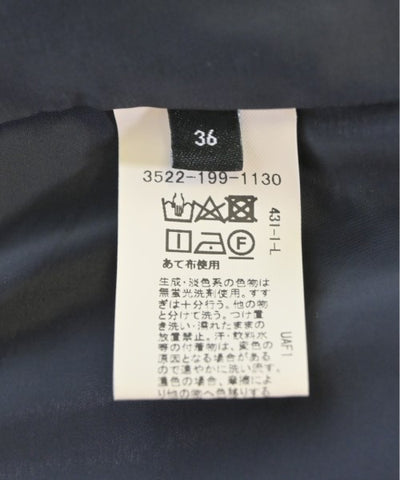 36
3522-199-1130
431-I-L
F
あて布使用
生成・淡色系の色物は
無蛍光洗剤使用。すす
ぎは十分行う。他の物
と分けて洗う。つけ置
き洗い・濡れたままの
放置禁止。汗・飲料水
等の付着物は、変色の
原因となる場合がある
ので速やかに洗い流す。
濃色の場合、摩擦によ
り他の物へ色移りする
UAF1